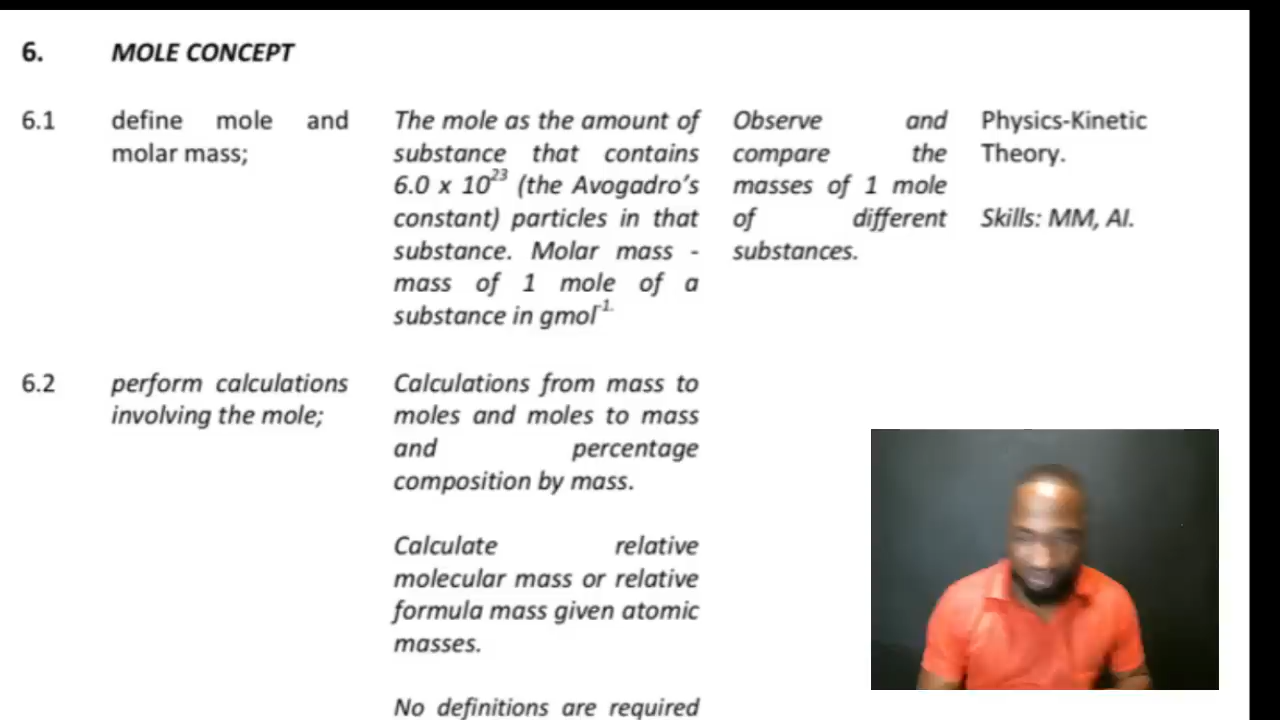 6. MOLE CONCEPT
6.1 define mole and
molar mass;
The mole as the amount of
substance that contains
6.0 x 10²³ (the Avogadro's
constant) particles in that
substance. Molar mass -
mass of 1 mole of a
substance in gmol⁻¹.
Observe and
compare the
masses of 1 mole
of different
substances.
Physics-Kinetic
Theory.
Skills: MM, AI.
6.2 perform calculations
involving the mole;
Calculations from mass to
moles and moles to mass
and percentage
composition by mass.
Calculate relative
molecular mass or relative
formula mass given atomic
masses.
No definitions are required